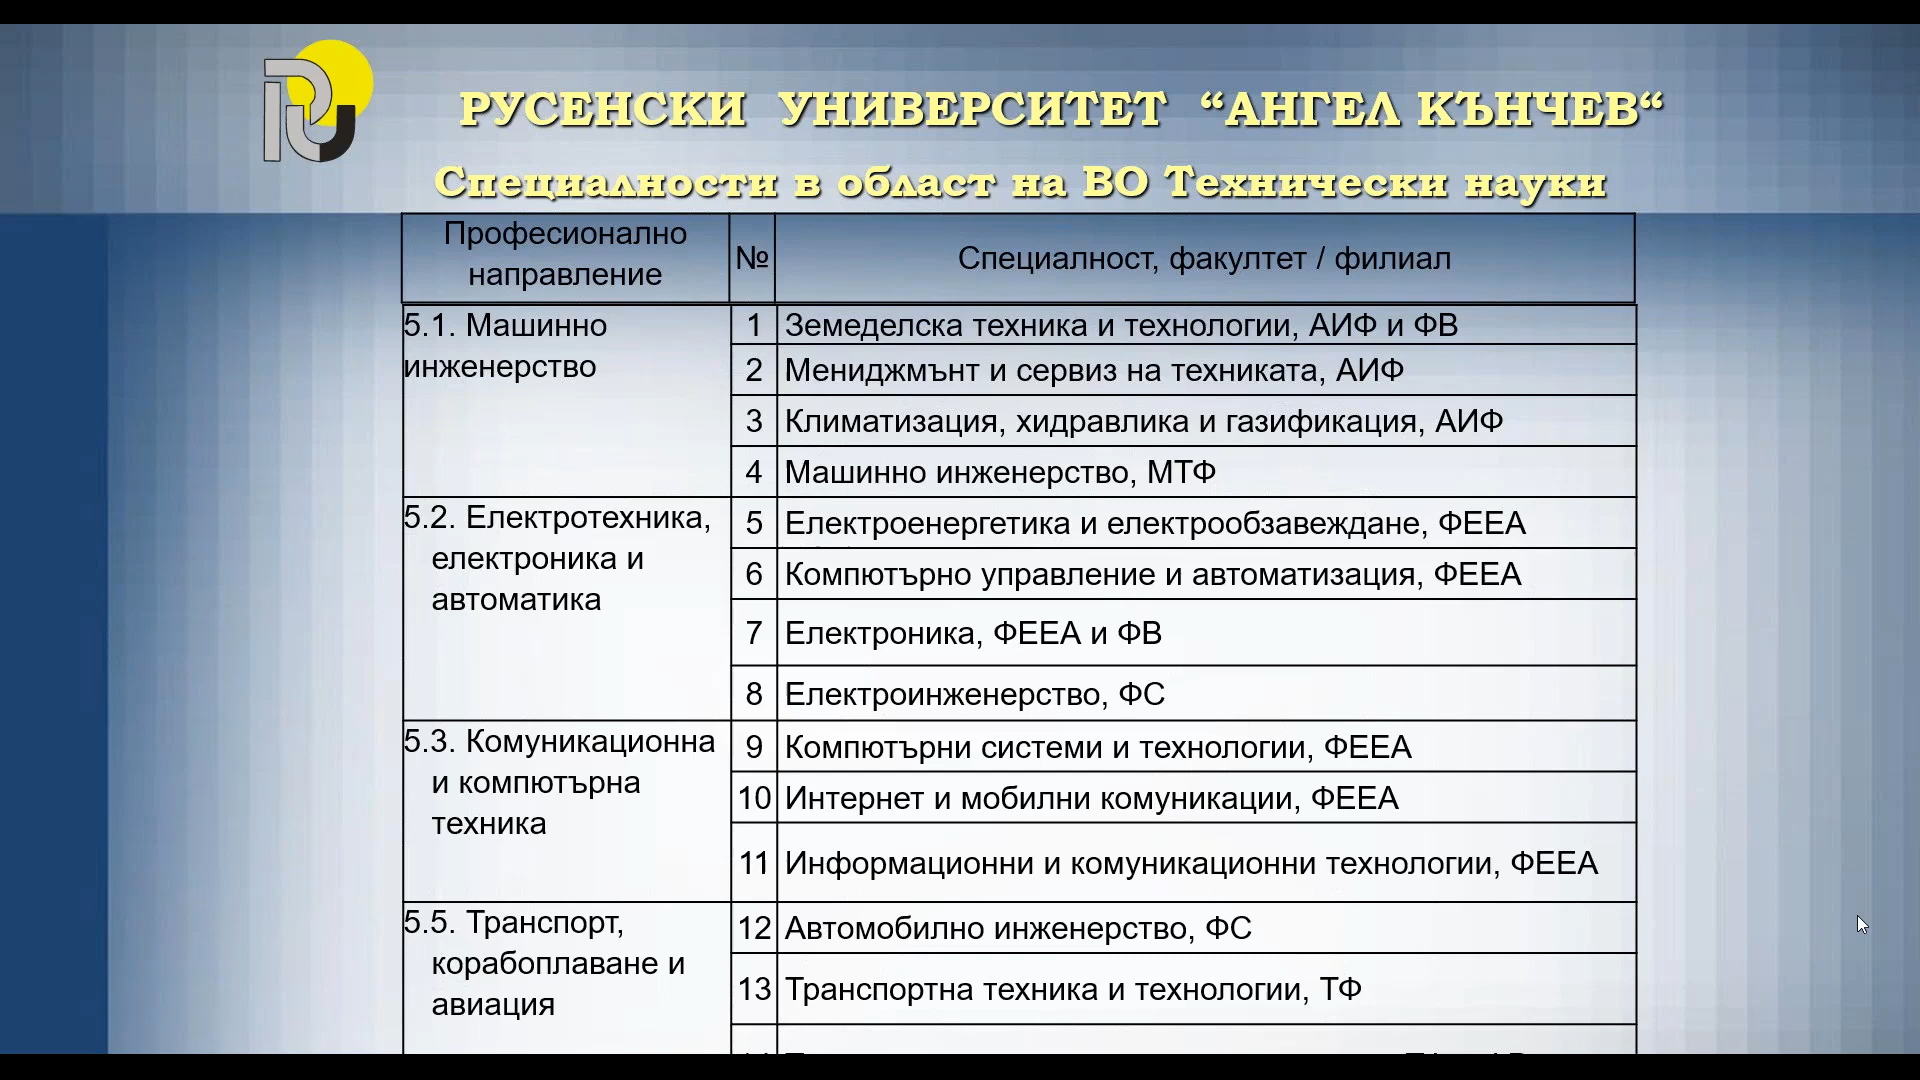 РУСЕНСКИ УНИВЕРСИТЕТ “АНГЕЛ КЪНЧЕВ“
Специалности в област на ВО Технически науки
Професионално
направление
№
Специалност, факултет / филиал
5.1. Машинно
инженерство
1 Земеделска техника и технологии, АИФ и ФВ
2 Мениджмънт и сервиз на техниката, АИФ
3 Климатизация, хидравлика и газификация, АИФ
4 Машинно инженерство, МТФ
5.2. Електротехника,
електроника и
автоматика
5 Електроенергетика и електрообзавеждане, ФЕЕА
6 Компютърно управление и автоматизация, ФЕЕА
7 Електроника, ФЕЕА и ФВ
8 Електроинженерство, ФС
5.3. Комуникационна
и компютърна
техника
9 Компютърни системи и технологии, ФЕЕА
10 Интернет и мобилни комуникации, ФЕЕА
11 Информационни и комуникационни технологии, ФЕЕА
5.5. Транспорт,
корабоплаване и
авиация
12 Автомобилно инженерство, ФС
13 Транспортна техника и технологии, ТФ